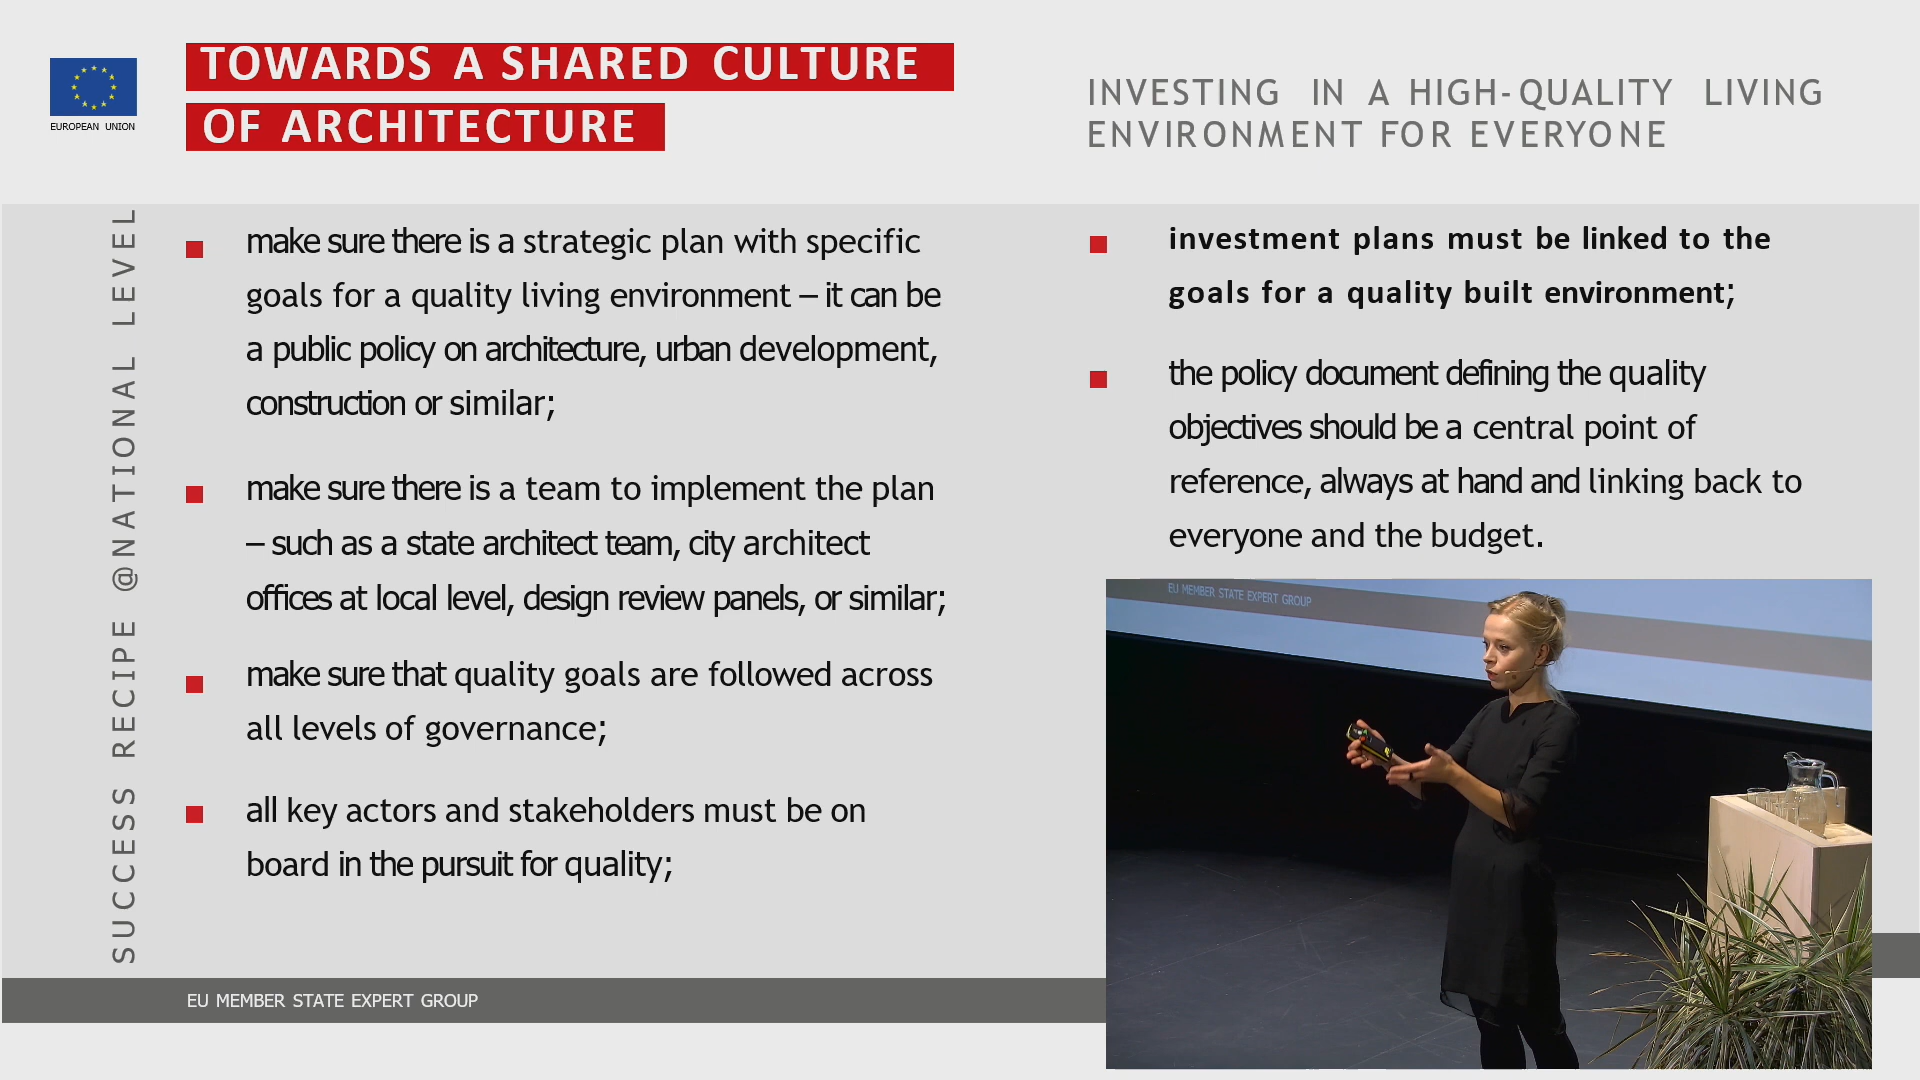 EUROPEAN UNION
TOWARDS A SHARED CULTURE
OF ARCHITECTURE
INVESTING IN A HIGH-QUALITY LIVING
ENVIRONMENT FOR EVERYONE
SUCCESS RECIPE @NATIONAL LEVEL
make sure there is a strategic plan with specific
goals for a quality living environment – it can be
a public policy on architecture, urban development,
construction or similar;
make sure there is a team to implement the plan
– such as a state architect team, city architect
offices at local level, design review panels, or similar;
make sure that quality goals are followed across
all levels of governance;
all key actors and stakeholders must be on
board in the pursuit for quality;
investment plans must be linked to the
goals for a quality built environment;
the policy document defining the quality
objectives should be a central point of
reference, always at hand and linking back to
everyone and the budget.
EU MEMBER STATE EXPERT GROUP
EU MEMBER STATE EXPERT GROUP